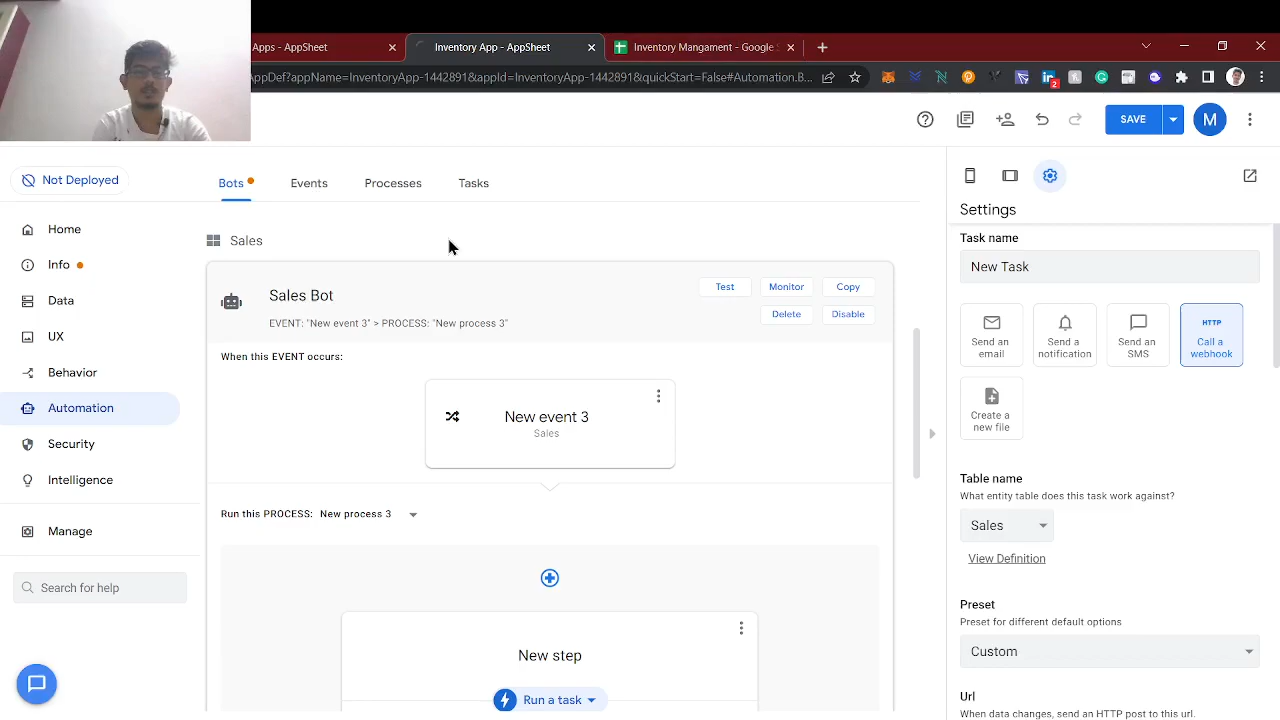 Apps - AppSheet
Inventory App - AppSheet
Inventory Mangament - Google S
AppDef?appName=InventoryApp-1442891&appId=InventoryApp-1442891&quickStart=False#Automation.B...
2
SAVE
M
Not Deployed
Bots
Events
Processes
Tasks
Home
Info
Data
UX
Behavior
Automation
Security
Intelligence
Manage
Search for help
Sales
Sales Bot
EVENT: "New event 3" > PROCESS: "New process 3"
Test
Monitor
Copy
Delete
Disable
When this EVENT occurs:
New event 3
Sales
Run this PROCESS: New process 3
New step
Run a task
Settings
Task name
New Task
Send an
email
Send a
notification
Send an
SMS
HTTP
Call a
webhook
Create a
new file
Table name
What entity table does this task work against?
Sales
View Definition
Preset
Preset for different default options
Custom
Url
When data changes, send an HTTP post to this url.